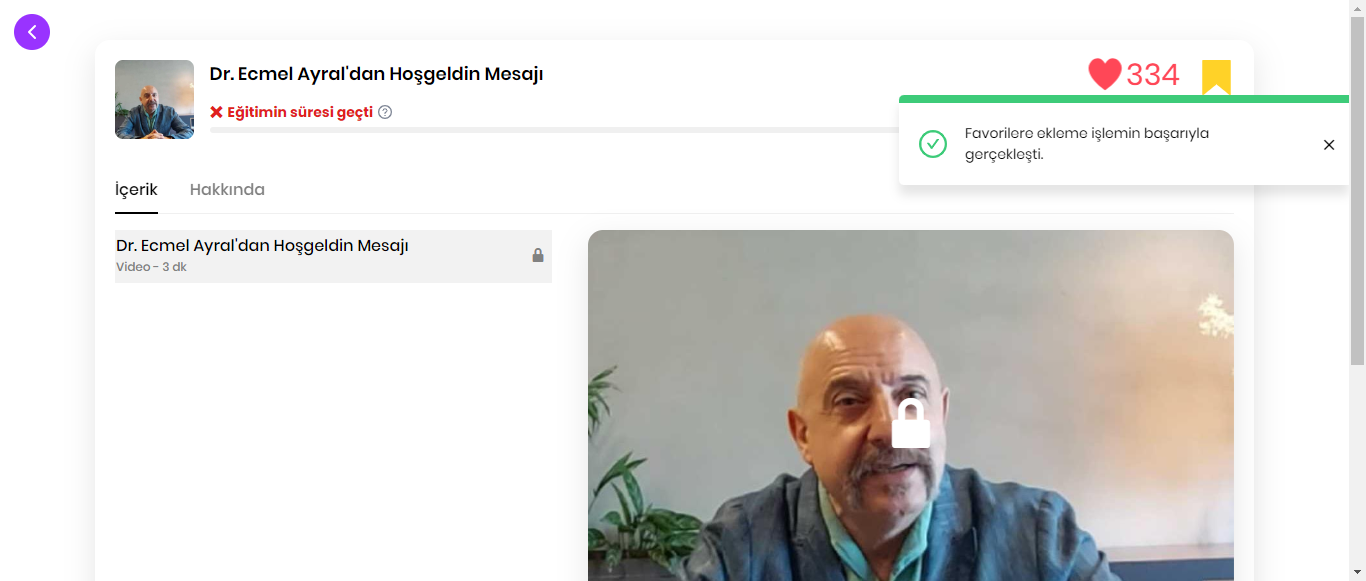 Dr. Ecmel Ayral'dan Hoşgeldin Mesajı
334
Eğitimin süresi geçti
Favorilere ekleme işlemin başarıyla
gerçekleşti.
İçerik
Hakkında
Dr. Ecmel Ayral'dan Hoşgeldin Mesajı
Video - 3 dk